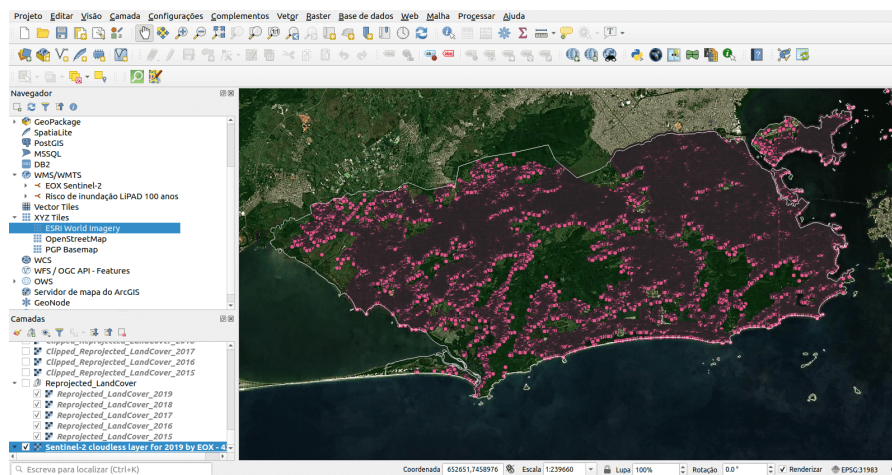 Projeto Editar Visão Camada Configurações Complementos Vetor Raster Base de dados Web Malha Processar Ajuda
Navegador
GeoPackage
SpatiaLite
PostGIS
MSSQL
DB2
WMS/WMTS
EOX Sentinel-2
Risco de inundação LiPAD 100 anos
Vector Tiles
XYZ Tiles
ESRI World Imagery
OpenStreetMap
PGP Basemap
WCS
WFS / OGC API - Features
OWS
Servidor de mapa do ArcGIS
GeoNode
Camadas
Clipped_Reprojected_LandCover_2018
Clipped_Reprojected_LandCover_2017
Clipped_Reprojected_LandCover_2016
Clipped_Reprojected_LandCover_2015
Reprojected_LandCover
Reprojected_LandCover_2019
Reprojected_LandCover_2018
Reprojected_LandCover_2017
Reprojected_LandCover_2016
Reprojected_LandCover_2015
Sentinel-2 cloudless layer for 2019 by EOX - 4
Escreva para localizar (Ctrl+K) Coordenada 652651,7458976 Escala 1:239660 Lupa 100% Rotação 0.0° Renderizar EPSG:31983